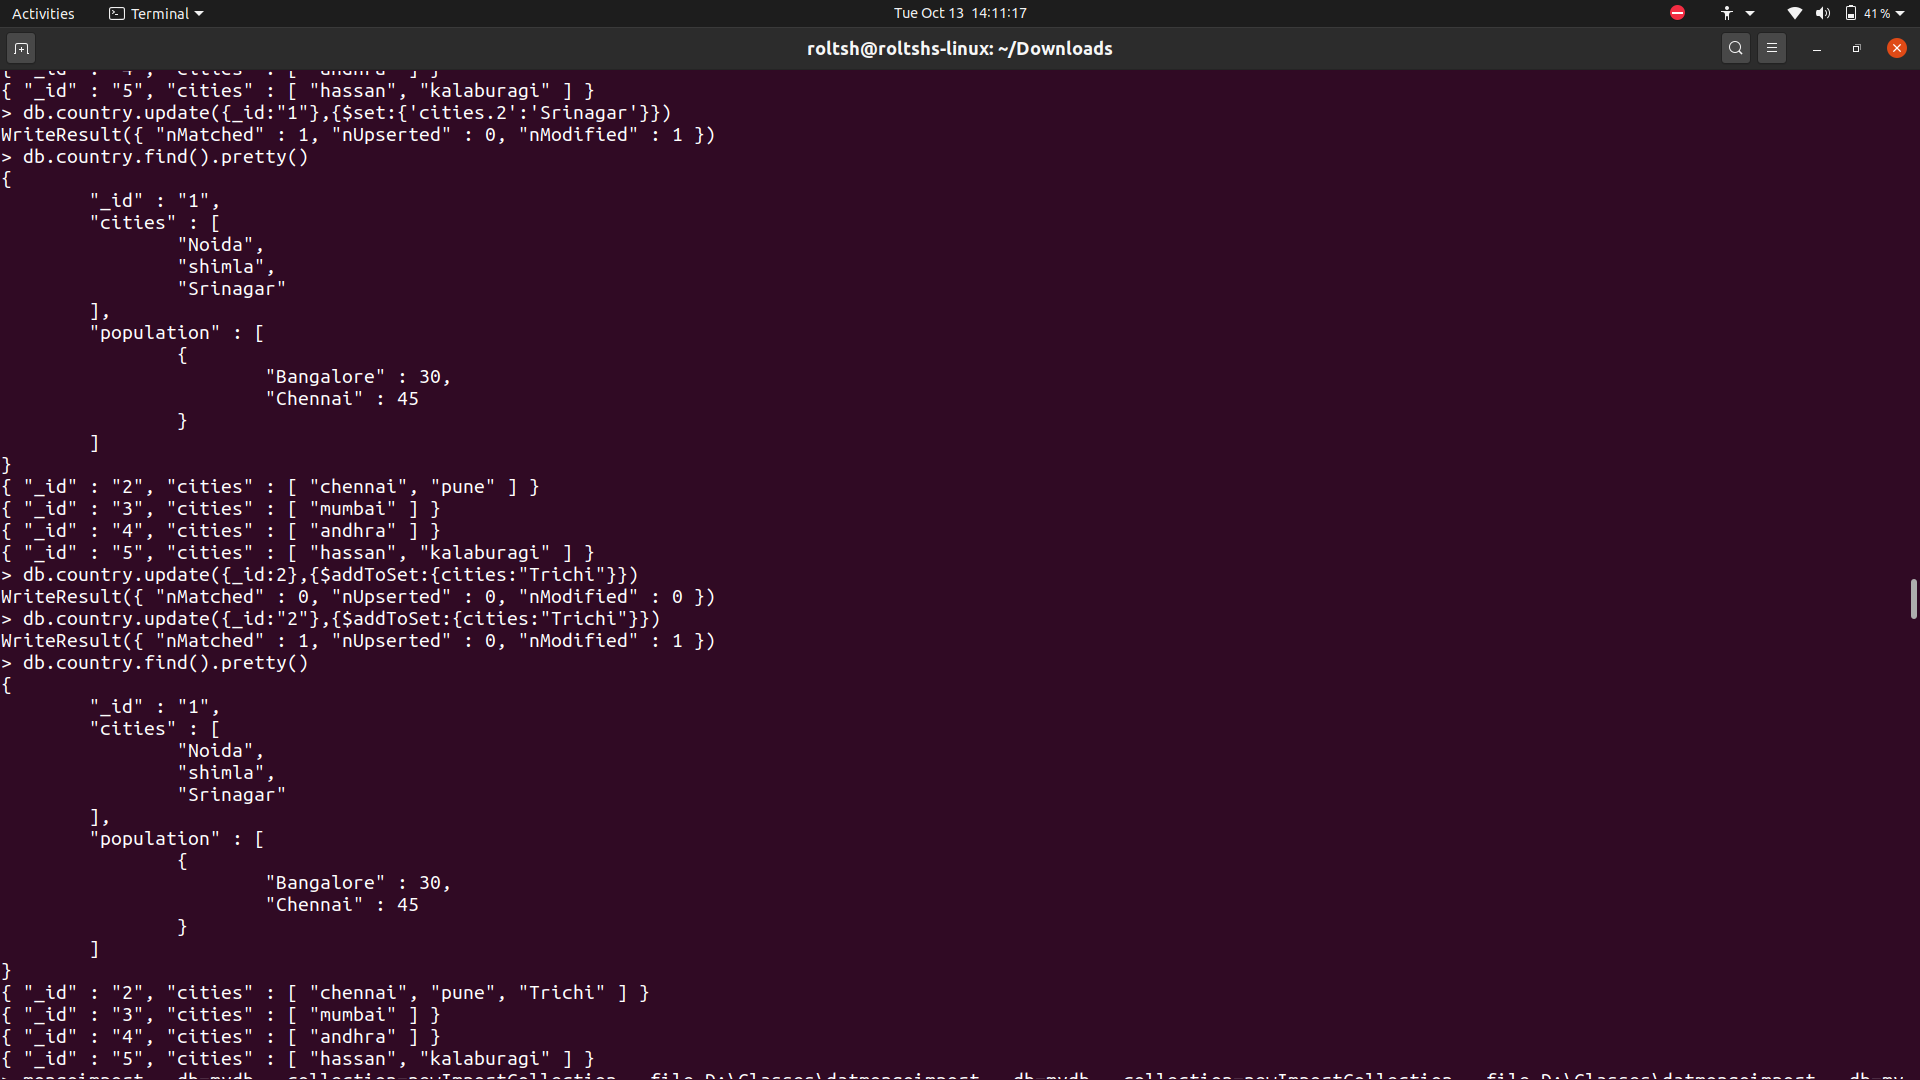 Activities Terminal Tue Oct 13 14:11:17 41%
roltsh@roltshs-linux: ~/Downloads
{ "_id" : "4", "cities" : [ "andhra" ] }
{ "_id" : "5", "cities" : [ "hassan", "kalaburagi" ] }
> db.country.update({_id:"1"},{$set:{'cities.2':'Srinagar'}})
WriteResult({ "nMatched" : 1, "nUpserted" : 0, "nModified" : 1 })
> db.country.find().pretty()
{
"_id" : "1",
"cities" : [
"Noida",
"shimla",
"Srinagar"
],
"population" : [
{
"Bangalore" : 30,
"Chennai" : 45
}
]
}
{ "_id" : "2", "cities" : [ "chennai", "pune" ] }
{ "_id" : "3", "cities" : [ "mumbai" ] }
{ "_id" : "4", "cities" : [ "andhra" ] }
{ "_id" : "5", "cities" : [ "hassan", "kalaburagi" ] }
> db.country.update({_id:2},{$addToSet:{cities:"Trichi"}})
WriteResult({ "nMatched" : 0, "nUpserted" : 0, "nModified" : 0 })
> db.country.update({_id:"2"},{$addToSet:{cities:"Trichi"}})
WriteResult({ "nMatched" : 1, "nUpserted" : 0, "nModified" : 1 })
> db.country.find().pretty()
{
"_id" : "1",
"cities" : [
"Noida",
"shimla",
"Srinagar"
],
"population" : [
{
"Bangalore" : 30,
"Chennai" : 45
}
]
}
{ "_id" : "2", "cities" : [ "chennai", "pune", "Trichi" ] }
{ "_id" : "3", "cities" : [ "mumbai" ] }
{ "_id" : "4", "cities" : [ "andhra" ] }
{ "_id" : "5", "cities" : [ "hassan", "kalaburagi" ] }